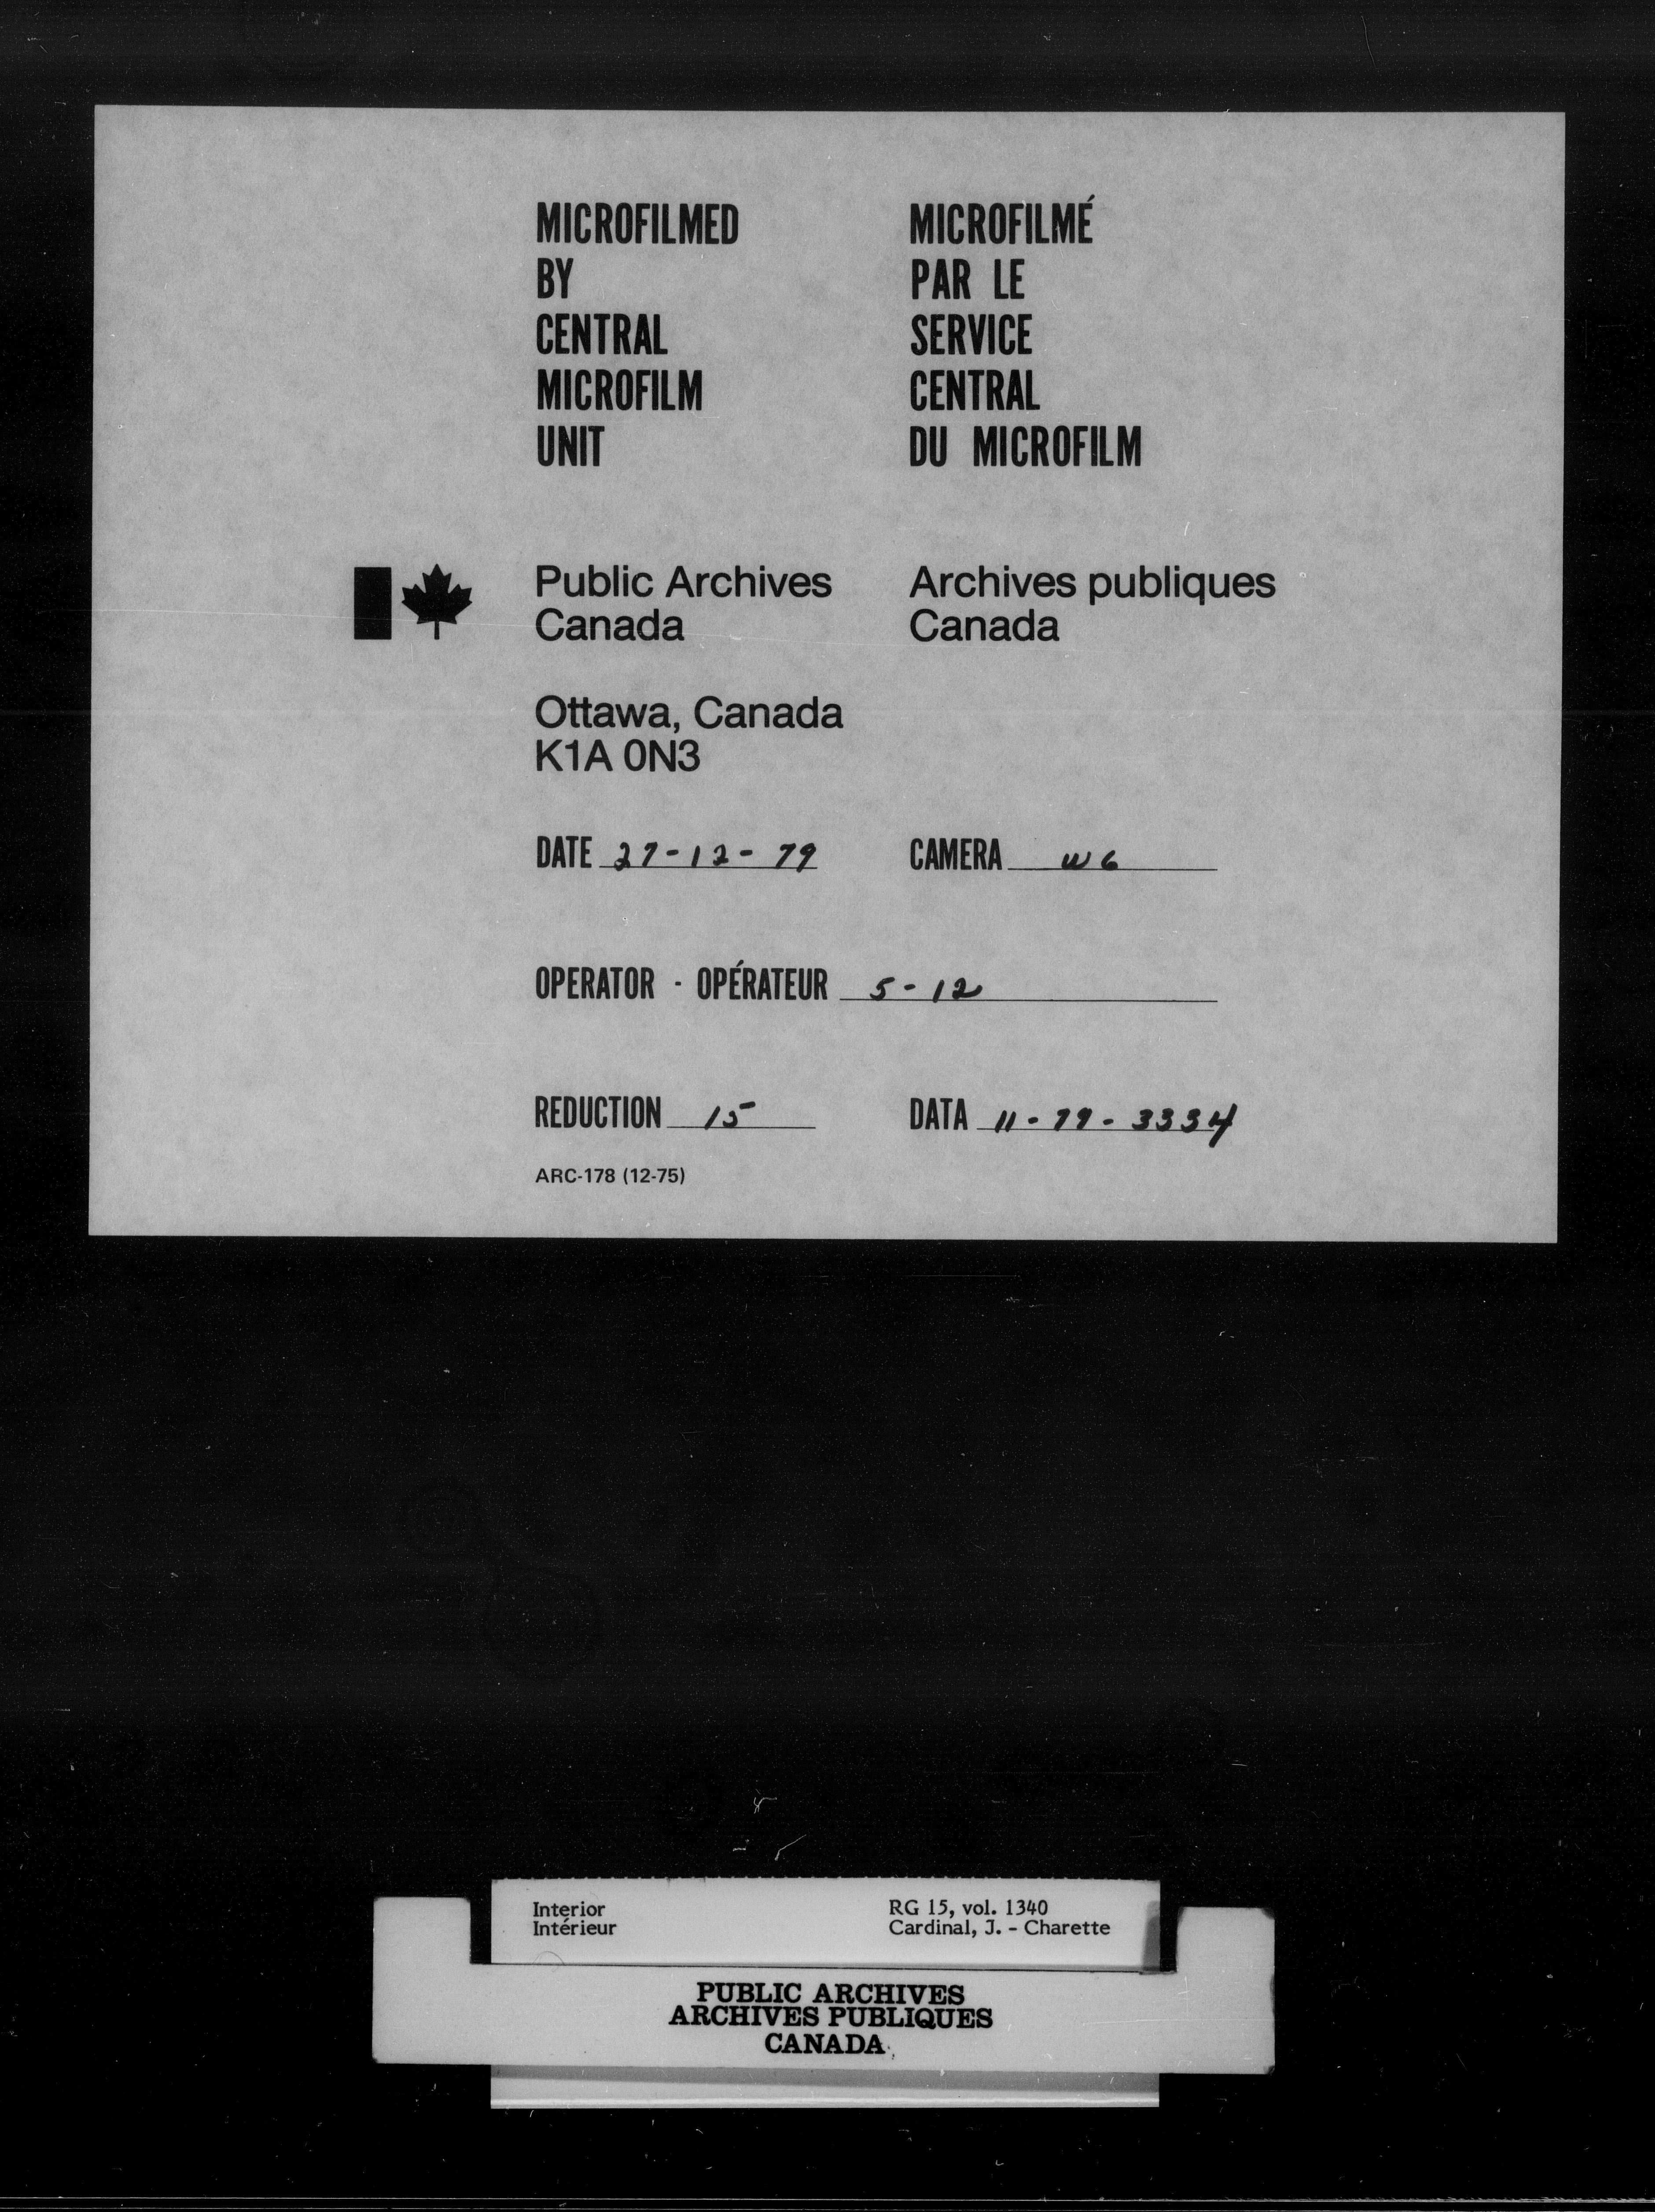 MICROFILMED
BY
CENTRAL
MICROFILM
UNIT
MICROFILMÉ
PAR LE
SERVICE
CENTRAL
DU MICROFILM
Public Archives
Canada
Archives publiques
Canada
Ottawa, Canada
K1A 0N3
DATE 27-12-79
CAMERA W6
OPERATOR - OPÉRATEUR 5-12
REDUCTION 15
DATA 11-79-3334
ARC-178 (12-75)
Interior
Intérieur
RG 15, vol. 1340
Cardinal, J. - Charette
PUBLIC ARCHIVES
ARCHIVES PUBLIQUES
CANADA